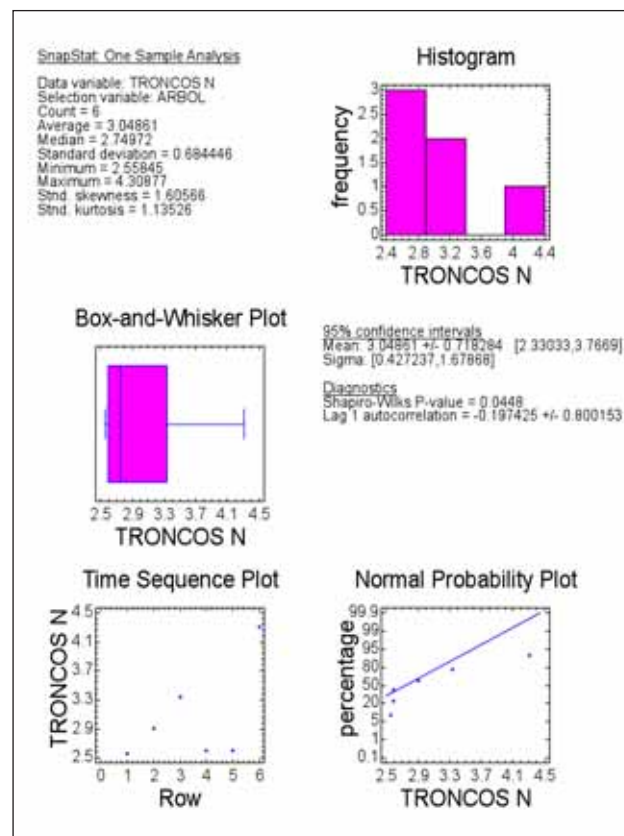 SnapStat: One Sample Analysis
Data variable: TRONCOS N
Selection variable: ARBOL
Count = 6
Average = 3.04861
Median = 2.74972
Standard deviation = 0.684446
Minimum = 2.55845
Maximum = 4.30877
Stnd. skewness = 1.60566
Stnd. kurtosis = 1.13526
Histogram
frequency
3
2.5
2
1.5
1
0.5
0
2.4 2.8 3.2 3.6 4 4.4
TRONCOS N
Box-and-Whisker Plot
2.5 2.9 3.3 3.7 4.1 4.5
TRONCOS N
95% confidence intervals
Mean: 3.04861 +/- 0.718284 [2.33033,3.7669]
Sigma: [0.427237,1.67868]
Diagnostics
Shapiro-Wilks P-value = 0.0448
Lag 1 autocorrelation = -0.197425 +/- 0.800153
Time Sequence Plot
TRONCOS N
4.5
4.1
3.7
3.3
2.9
2.5
0 1 2 3 4 5 6
Row
Normal Probability Plot
percentage
99.9
99
95
80
50
20
5
1
0.1
2.5 2.9 3.3 3.7 4.1 4.5
TRONCOS N